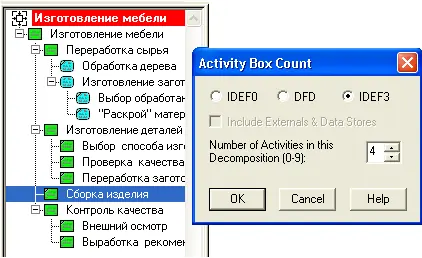 Изготовление мебели
Изготовление мебели
Переработка сырья
Обработка дерева
Изготовление загот
Выбор обработан
"Раскрой" матер
Изготовление деталей
Выбор способа изго
Проверка качества
Переработка загото
Сборка изделия
Контроль качества
Внешний осмотр
Выработка рекомен
Activity Box Count
IDEF0 DFD IDEF3
Include Externals & Data Stores
Number of Activities in this
Decomposition (0-9): 4
OK Cancel Help